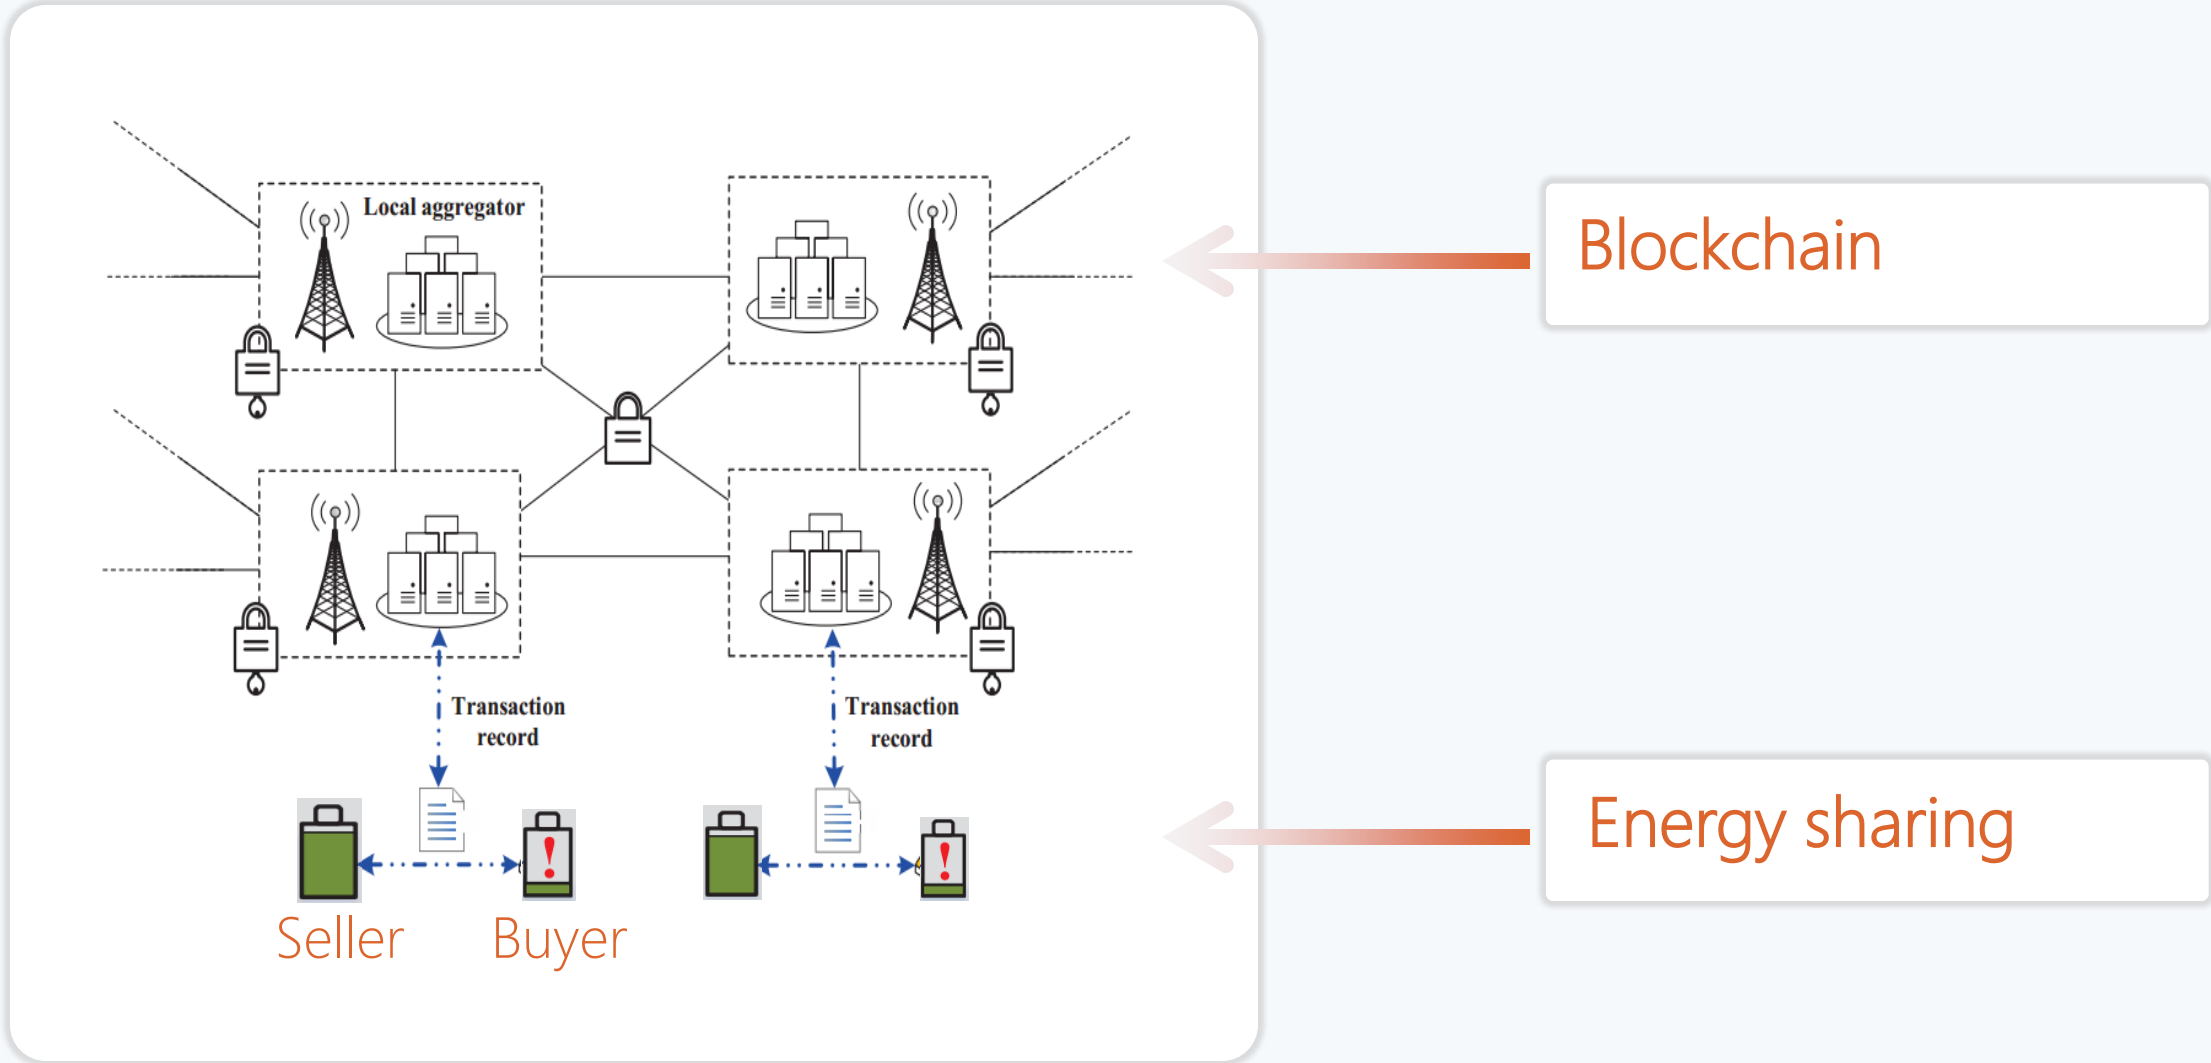 Local aggregator
Blockchain
Transaction
record
Transaction
record
Energy sharing
Seller
Buyer